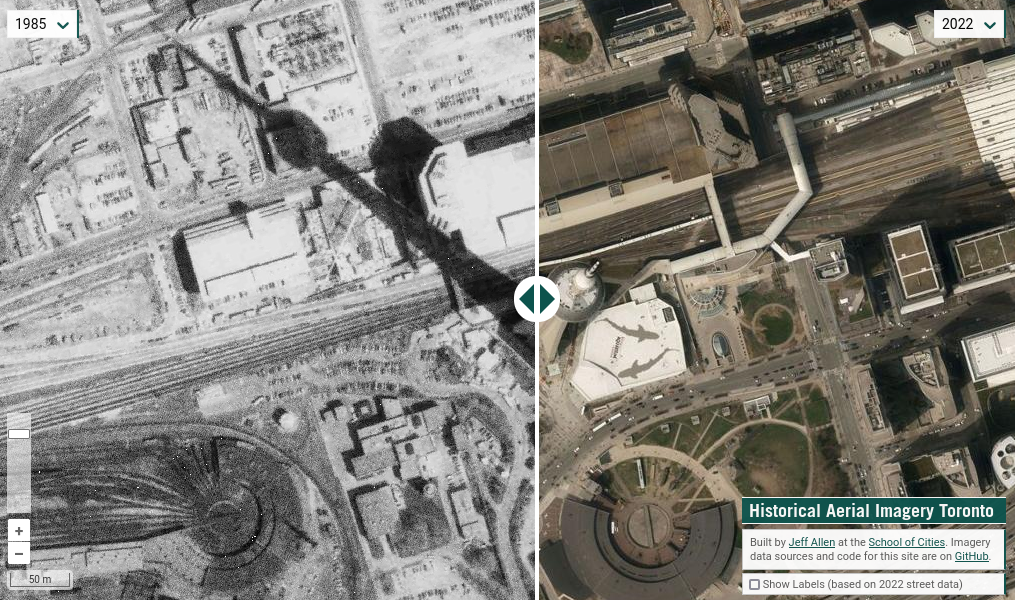 1985
2022
+
−
50 m
Historical Aerial Imagery Toronto
Built by Jeff Allen at the School of Cities. Imagery
data sources and code for this site are on GitHub.
Show Labels (based on 2022 street data)